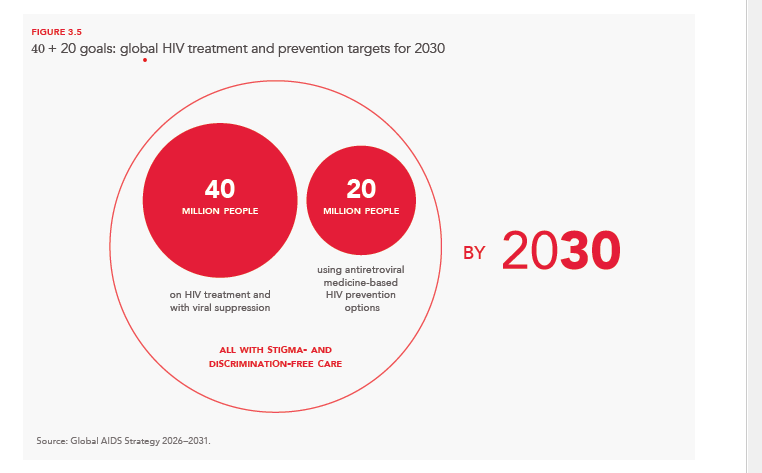 FIGURE 3.5
40 + 20 goals: global HIV treatment and prevention targets for 2030
40
MILLION PEOPLE
20
MILLION PEOPLE
on HIV treatment and
with viral suppression
using antiretroviral
medicine-based
HIV prevention
options
ALL WITH STIGMA- AND
DISCRIMINATION-FREE CARE
BY 2030
Source: Global AIDS Strategy 2026–2031.